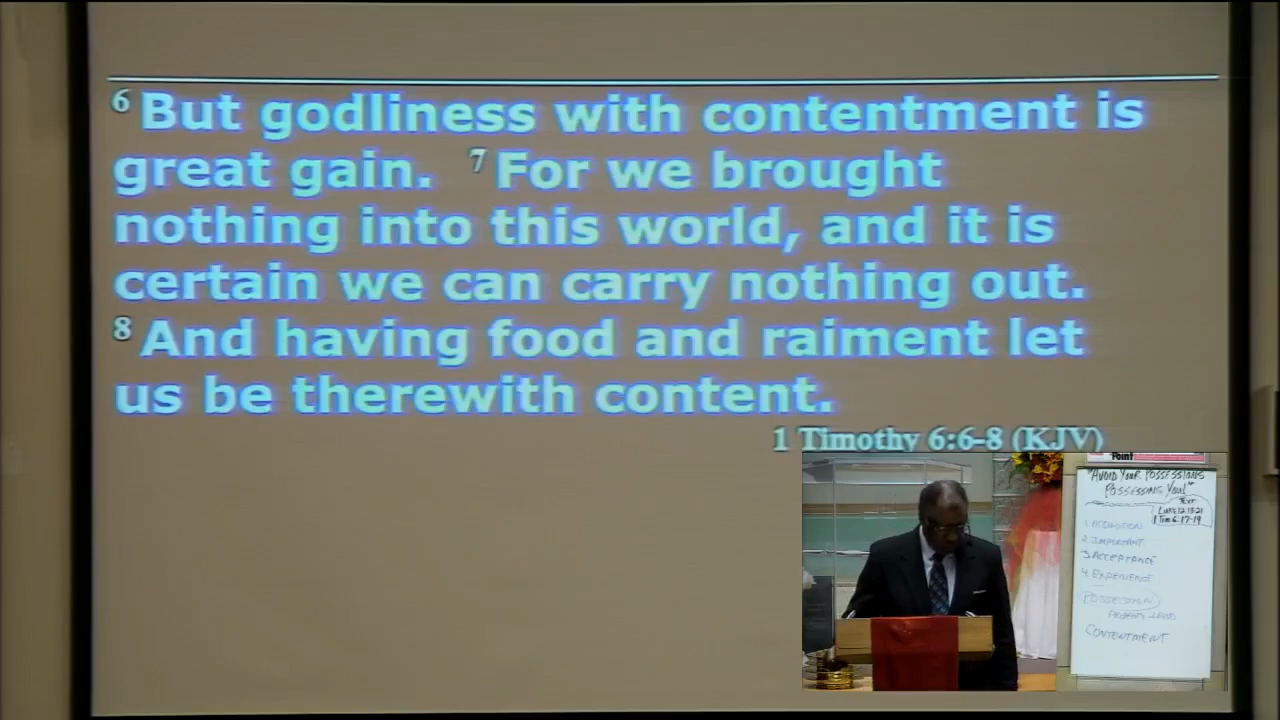 6 But godliness with contentment is
great gain. 7 For we brought
nothing into this world, and it is
certain we can carry nothing out.
8 And having food and raiment let
us be therewith content.
1 Timothy 6:6-8 (KJV)
Point
"AVOID YOUR POSSESSIONS
POSSESSING YOU!"
TEXT
LUKE 12:13-21
1 TIM 6:17-19
2. IMPORTANT
3. ACCEPTANCE
4. EXPERIENCE
POSSESSION
CONTENTMENT